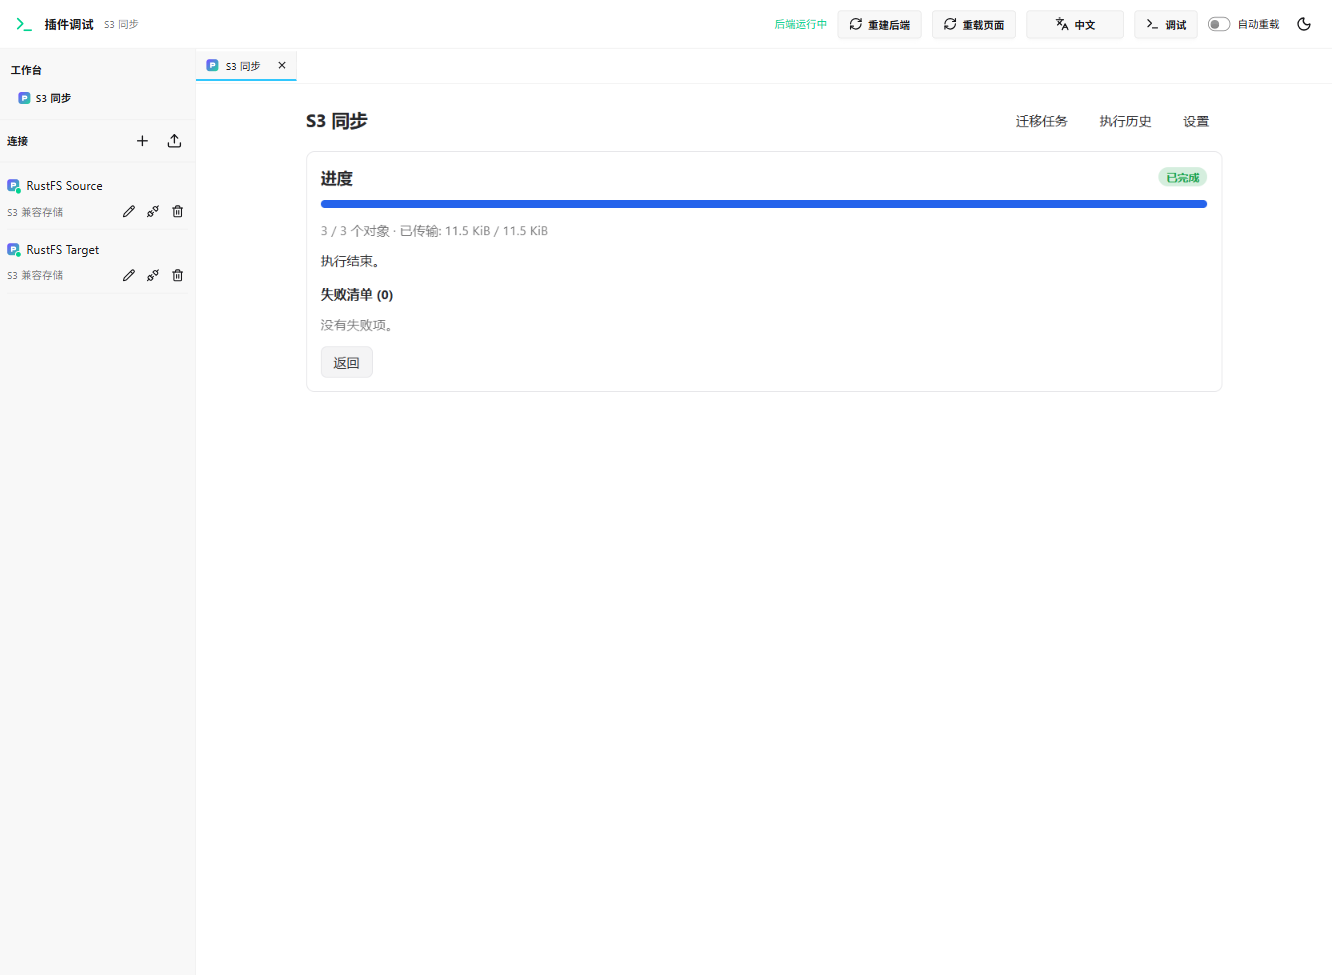 插件调试 S3 同步 后端运行中 重建后端 重载页面 中文 调试 自动重载
工作台
S3 同步
连接
RustFS Source
S3 兼容存储
RustFS Target
S3 兼容存储
S3 同步
S3 同步 迁移任务 执行历史 设置
进度 已完成
3 / 3 个对象 · 已传输: 11.5 KiB / 11.5 KiB
执行结束。
失败清单 (0)
没有失败项。
返回